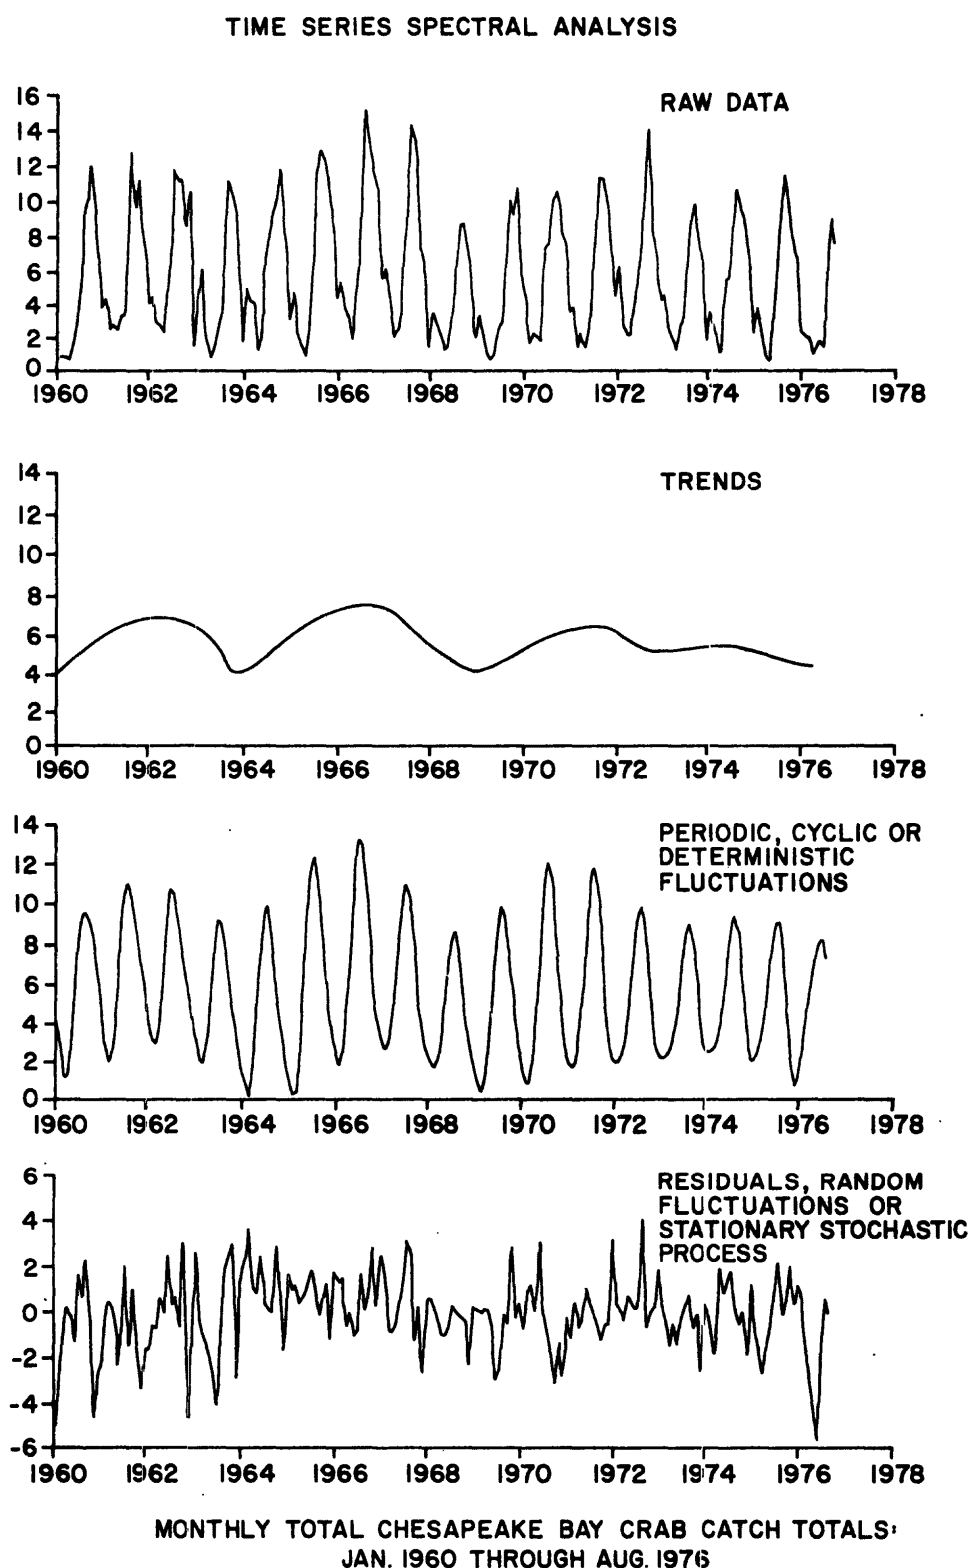 TIME SERIES SPECTRAL ANALYSIS
RAW DATA
16
14
12
10
8
6
4
2
0
1960 1962 1964 1966 1968 1970 1972 1974 1976 1978
TRENDS
14
12
10
8
6
4
2
0
1960 1962 1964 1966 1968 1970 1972 1974 1976 1978
PERIODIC, CYCLIC OR
DETERMINISTIC
FLUCTUATIONS
14
12
10
8
6
4
2
0
1960 1962 1964 1966 1968 1970 1972 1974 1976 1978
RESIDUALS, RANDOM
FLUCTUATIONS OR
STATIONARY STOCHASTIC
PROCESS
6
4
2
0
-2
-4
-6
1960 1962 1964 1966 1968 1970 1972 1974 1976 1978
MONTHLY TOTAL CHESAPEAKE BAY CRAB CATCH TOTALS:
JAN. 1960 THROUGH AUG. 1976